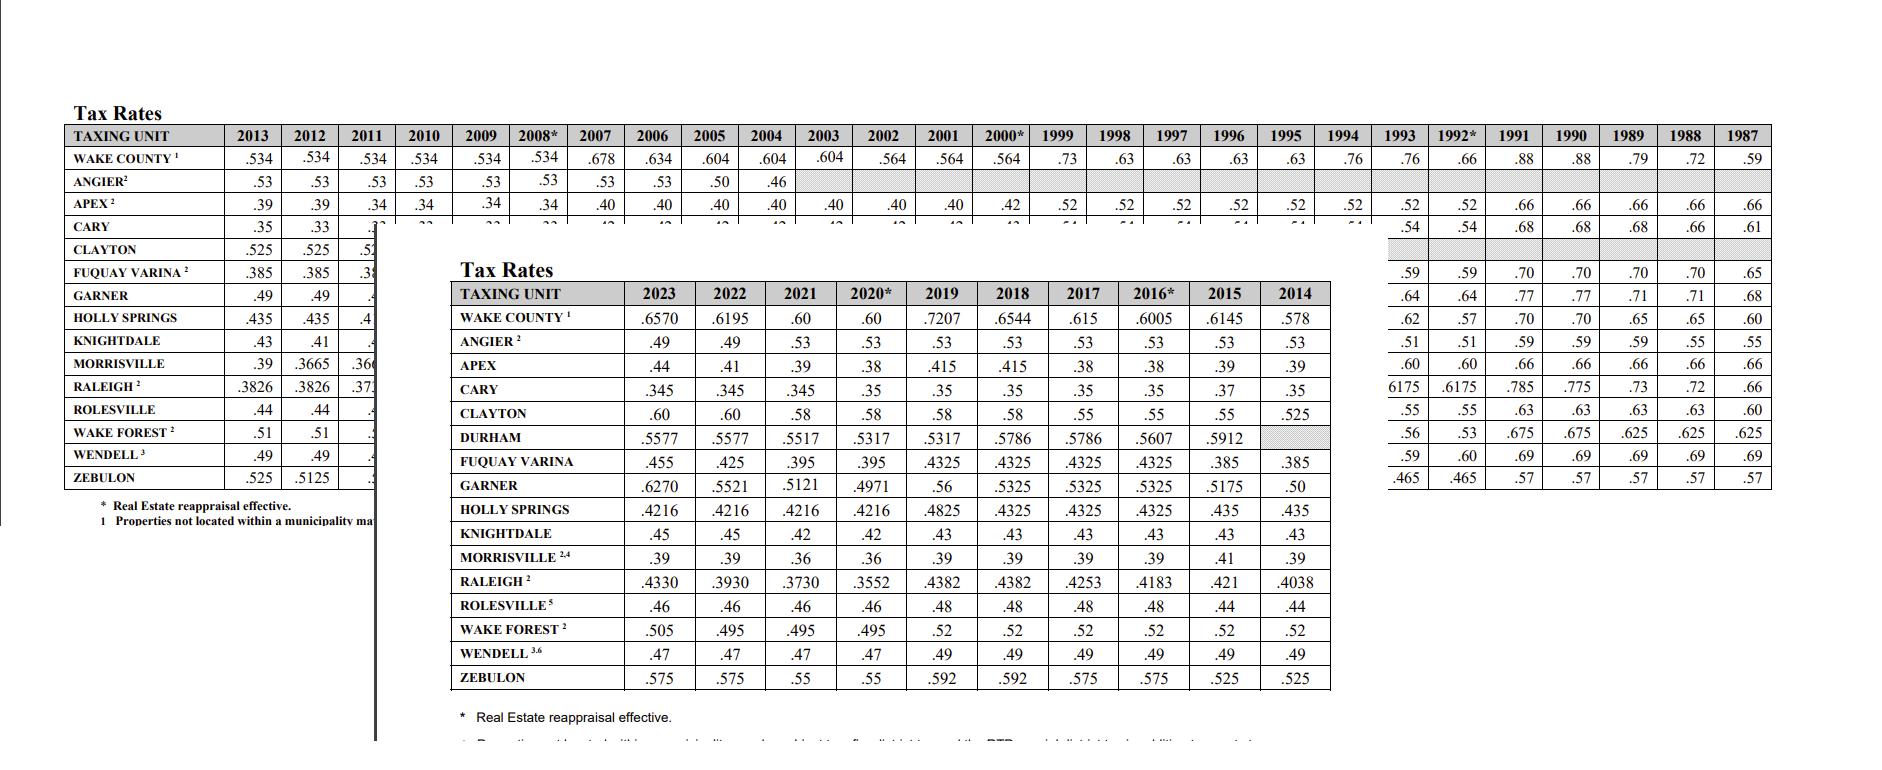 Tax Rates
TAXING UNIT 2013 2012 2011 2010 2009 2008* 2007 2006 2005 2004 2003 2002 2001 2000* 1999 1998 1997 1996 1995 1994 1993 1992* 1991 1990 1989 1988 1987
WAKE COUNTY 1 .534 .534 .534 .534 .534 .534 .678 .634 .604 .604 .604 .564 .564 .564 .73 .63 .63 .63 .63 .76 .76 .66 .88 .88 .79 .72 .59
ANGIER2 .53 .53 .53 .53 .53 .53 .53 .53 .50 .46
APEX 2 .39 .39 .34 .34 .34 .34 .40 .40 .40 .40 .40 .40 .40 .42 .52 .52 .52 .52 .52 .52 .52 .52 .66 .66 .66 .66 .66
CARY .35 .33 .54 .54 .68 .68 .68 .66 .61
CLAYTON .525 .525
FUQUAY VARINA 2 .385 .385 .59 .59 .70 .70 .70 .70 .65
GARNER .49 .49 .64 .64 .77 .77 .71 .71 .68
HOLLY SPRINGS .435 .435 .62 .57 .70 .70 .65 .65 .60
KNIGHTDALE .43 .41 .51 .51 .59 .59 .59 .55 .55
MORRISVILLE .39 .3665 .60 .60 .66 .66 .66 .66 .66
RALEIGH 2 .3826 .3826 6175 .6175 .785 .775 .73 .72 .66
ROLESVILLE .44 .44 .55 .55 .63 .63 .63 .63 .60
WAKE FOREST 2 .51 .51 .56 .53 .675 .675 .625 .625 .625
WENDELL 3 .49 .49 .59 .60 .69 .69 .69 .69 .69
ZEBULON .525 .5125 .465 .465 .57 .57 .57 .57 .57
* Real Estate reappraisal effective.
1 Properties not located within a municipality
Tax Rates
TAXING UNIT 2023 2022 2021 2020* 2019 2018 2017 2016* 2015 2014
WAKE COUNTY 1 .6570 .6195 .60 .60 .7207 .6544 .615 .6005 .6145 .578
ANGIER 2 .49 .49 .53 .53 .53 .53 .53 .53 .53 .53
APEX .44 .41 .39 .38 .415 .415 .38 .38 .39 .39
CARY .345 .345 .345 .35 .35 .35 .35 .35 .37 .35
CLAYTON .60 .60 .58 .58 .58 .58 .55 .55 .55 .525
DURHAM .5577 .5577 .5517 .5317 .5317 .5786 .5786 .5607 .5912
FUQUAY VARINA .455 .425 .395 .395 .4325 .4325 .4325 .4325 .385 .385
GARNER .6270 .5521 .5121 .4971 .56 .5325 .5325 .5325 .5175 .50
HOLLY SPRINGS .4216 .4216 .4216 .4216 .4825 .4325 .4325 .4325 .435 .435
KNIGHTDALE .45 .45 .42 .42 .43 .43 .43 .43 .43 .43
MORRISVILLE 2,4 .39 .39 .36 .36 .39 .39 .39 .39 .41 .39
RALEIGH 2 .4330 .3930 .3730 .3552 .4382 .4382 .4253 .4183 .421 .4038
ROLESVILLE 5 .46 .46 .46 .46 .48 .48 .48 .48 .44 .44
WAKE FOREST 2 .505 .495 .495 .495 .52 .52 .52 .52 .52 .52
WENDELL 3.6 .47 .47 .47 .47 .49 .49 .49 .49 .49 .49
ZEBULON .575 .575 .55 .55 .592 .592 .575 .575 .525 .525
* Real Estate reappraisal effective.